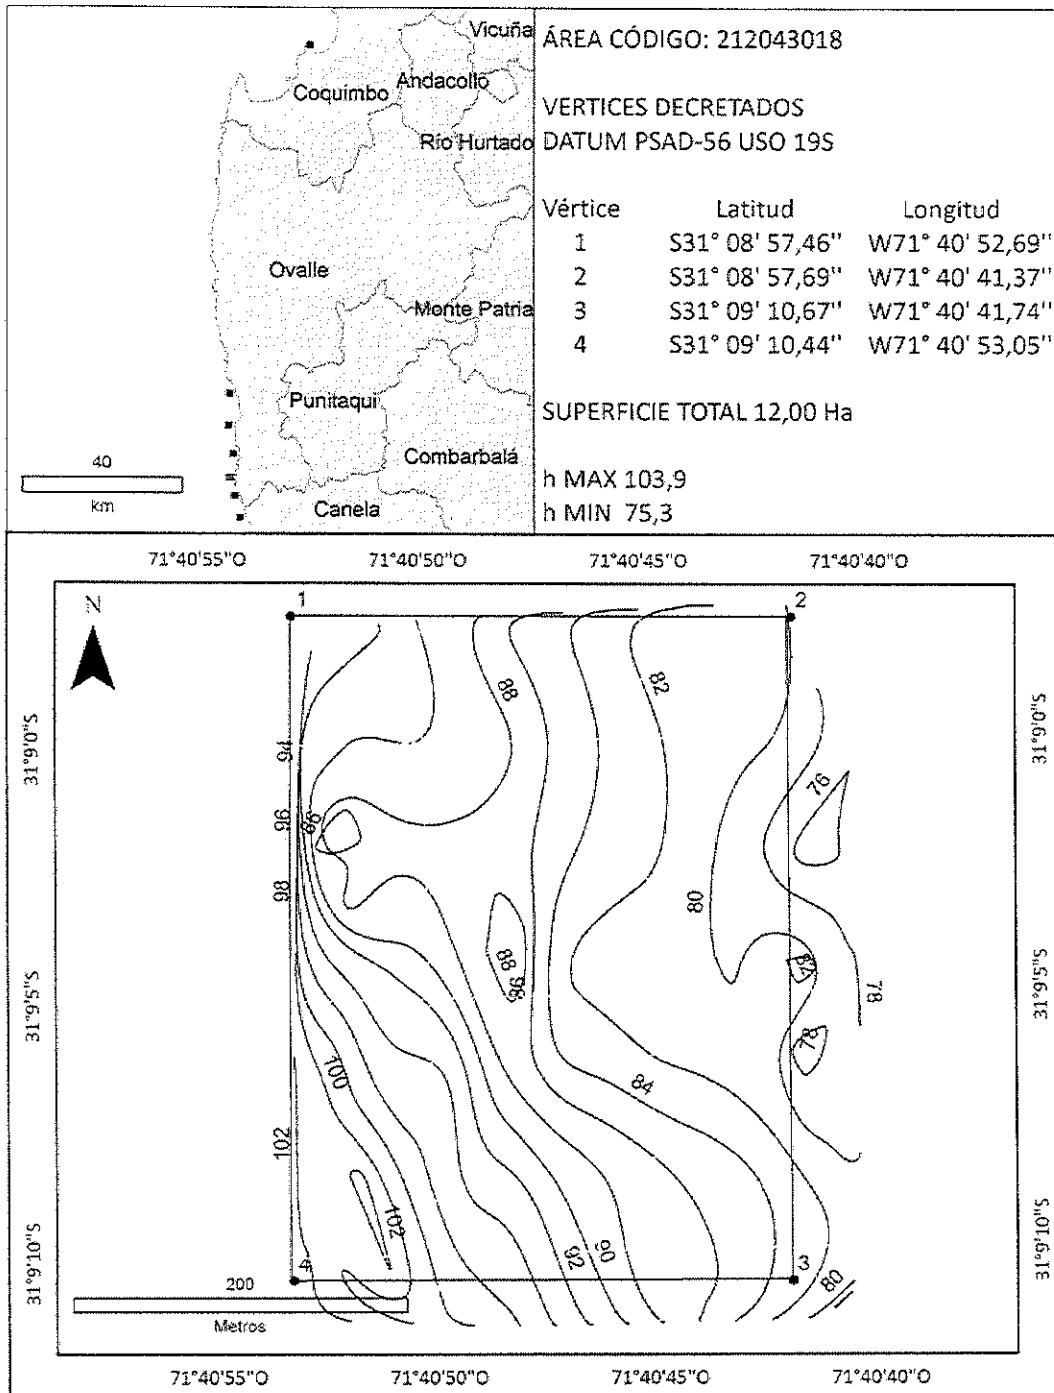 Vicuña
Coquimbo
Andacollo
Río Hurtado
Ovalle
Monte Patria
Punitaqui
Combarbalá
Canela
40
km
ÁREA CÓDIGO: 212043018
VERTICES DECRETADOS
DATUM PSAD-56 USO 19S
Vértice Latitud Longitud
1 S31° 08' 57,46'' W71° 40' 52,69''
2 S31° 08' 57,69'' W71° 40' 41,37''
3 S31° 09' 10,67'' W71° 40' 41,74''
4 S31° 09' 10,44'' W71° 40' 53,05''
SUPERFICIE TOTAL 12,00 Ha
h MAX 103,9
h MIN 75,3
71°40'55"O 71°40'50"O 71°40'45"O 71°40'40"O
N
1
2
88
82
31°9'0"S
94
31°9'0"S
76
96
86
98
80
88
86
82
31°9'5"S
78
31°9'5"S
78
100
84
102
102
31°9'10"S
92
90
31°9'10"S
4
3
80
200
Metros
71°40'55"O 71°40'50"O 71°40'45"O 71°40'40"O